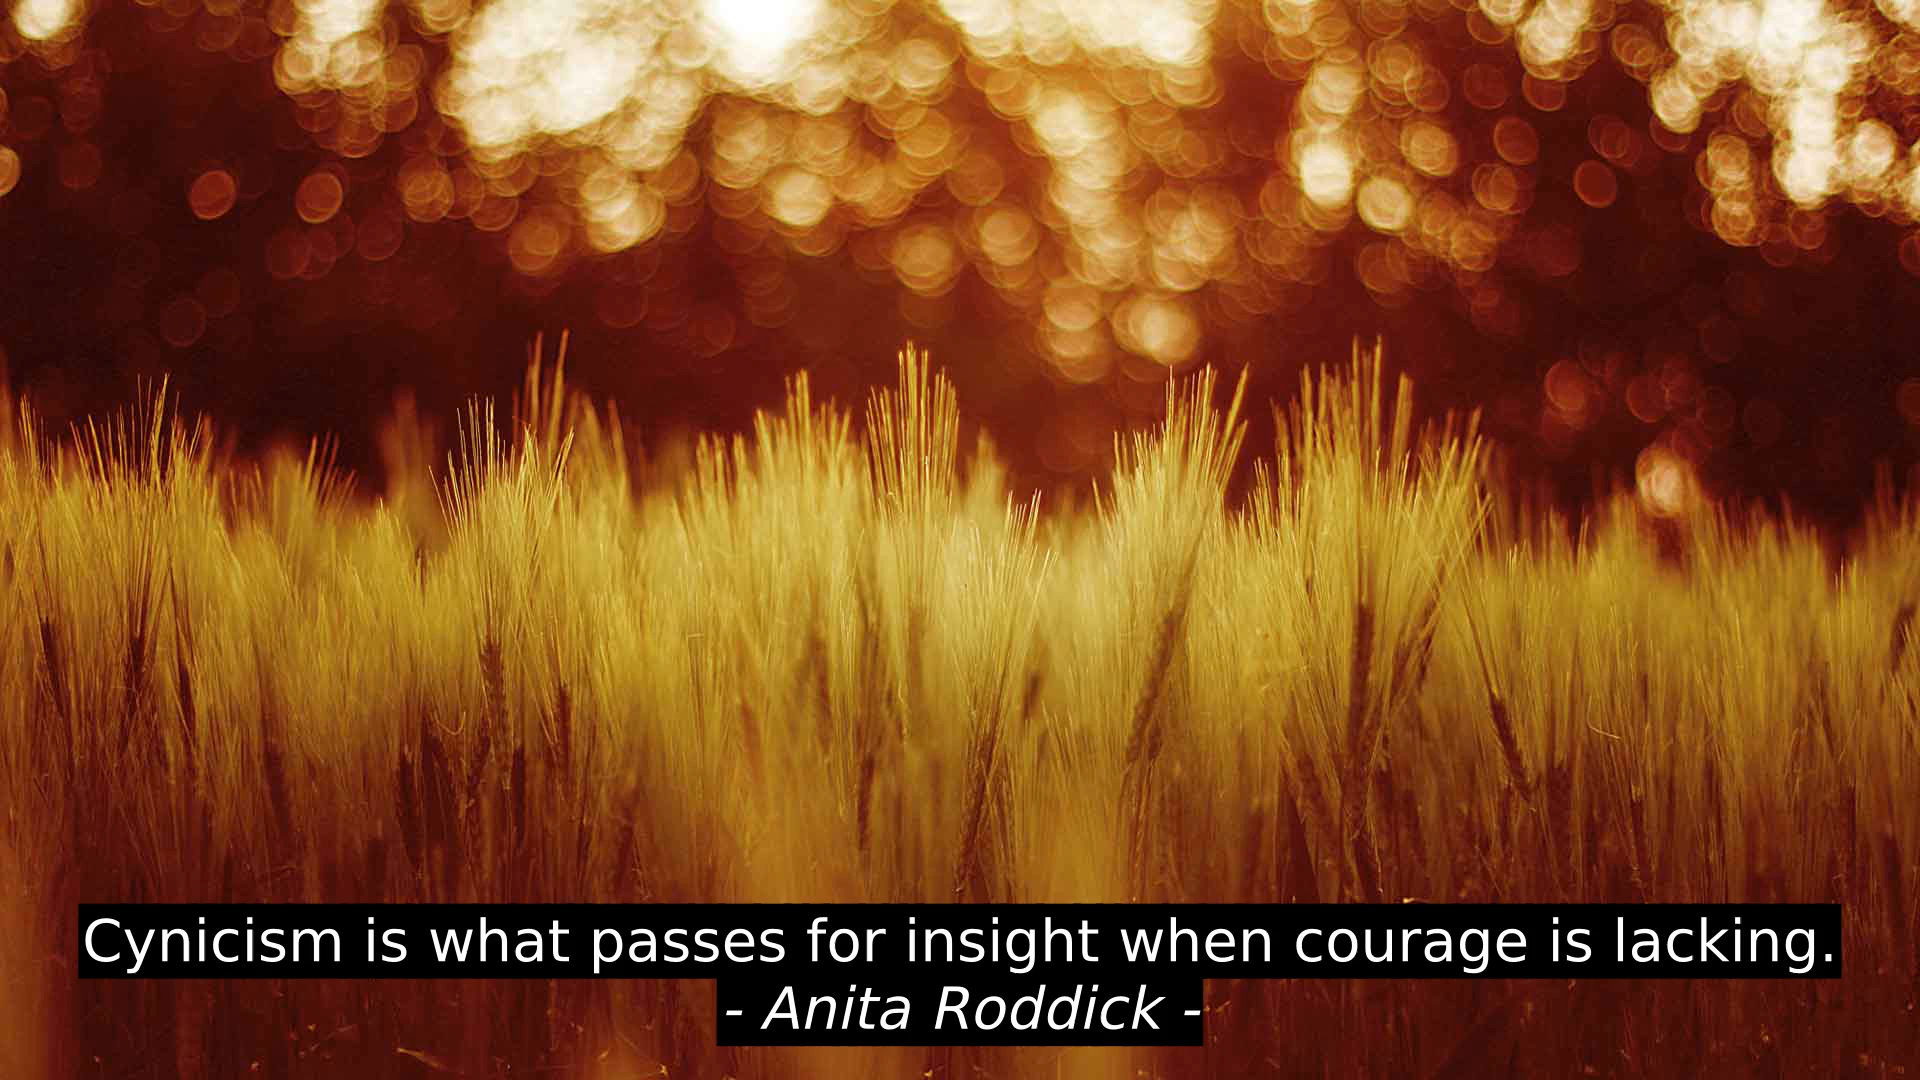 Cynicism is what passes for insight when courage is lacking.
- Anita Roddick -